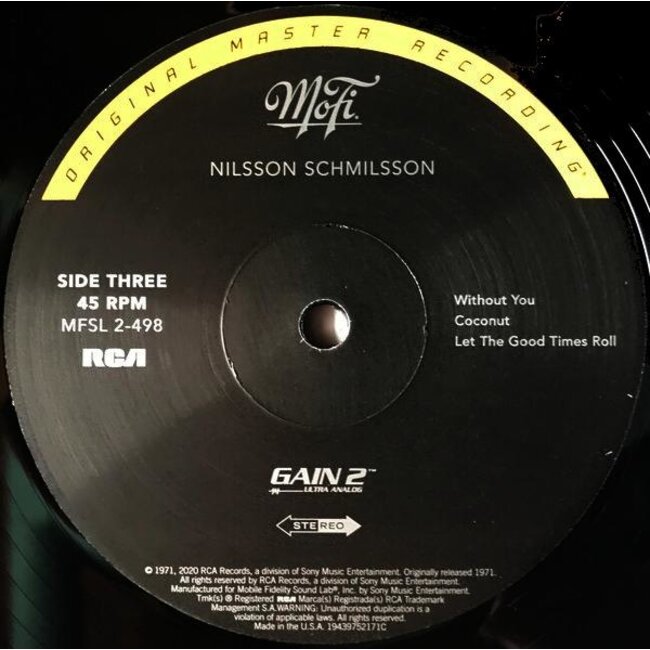 ORIGINAL MASTER RECORDING
MoFi
NILSSON SCHMILSSON
SIDE THREE
45 RPM
MFSL 2-498
RCA
Without You
Coconut
Let The Good Times Roll
GAIN 2™
ULTRA ANALOG
STEREO
© 1971, 2020 RCA Records, a division of Sony Music Entertainment. Originally released 1971.
All rights reserved by RCA Records, a division of Sony Music Entertainment.
Manufactured for Mobile Fidelity Sound Lab®, Inc. by Sony Music Entertainment.
Tmk(s) ® Registered RCA Marca(s) Registrada(s) RCA Trademark
Management S.A.WARNING: Unauthorized duplication is a
violation of applicable laws. All rights reserved.
Made in the U.S.A. 19439752171C